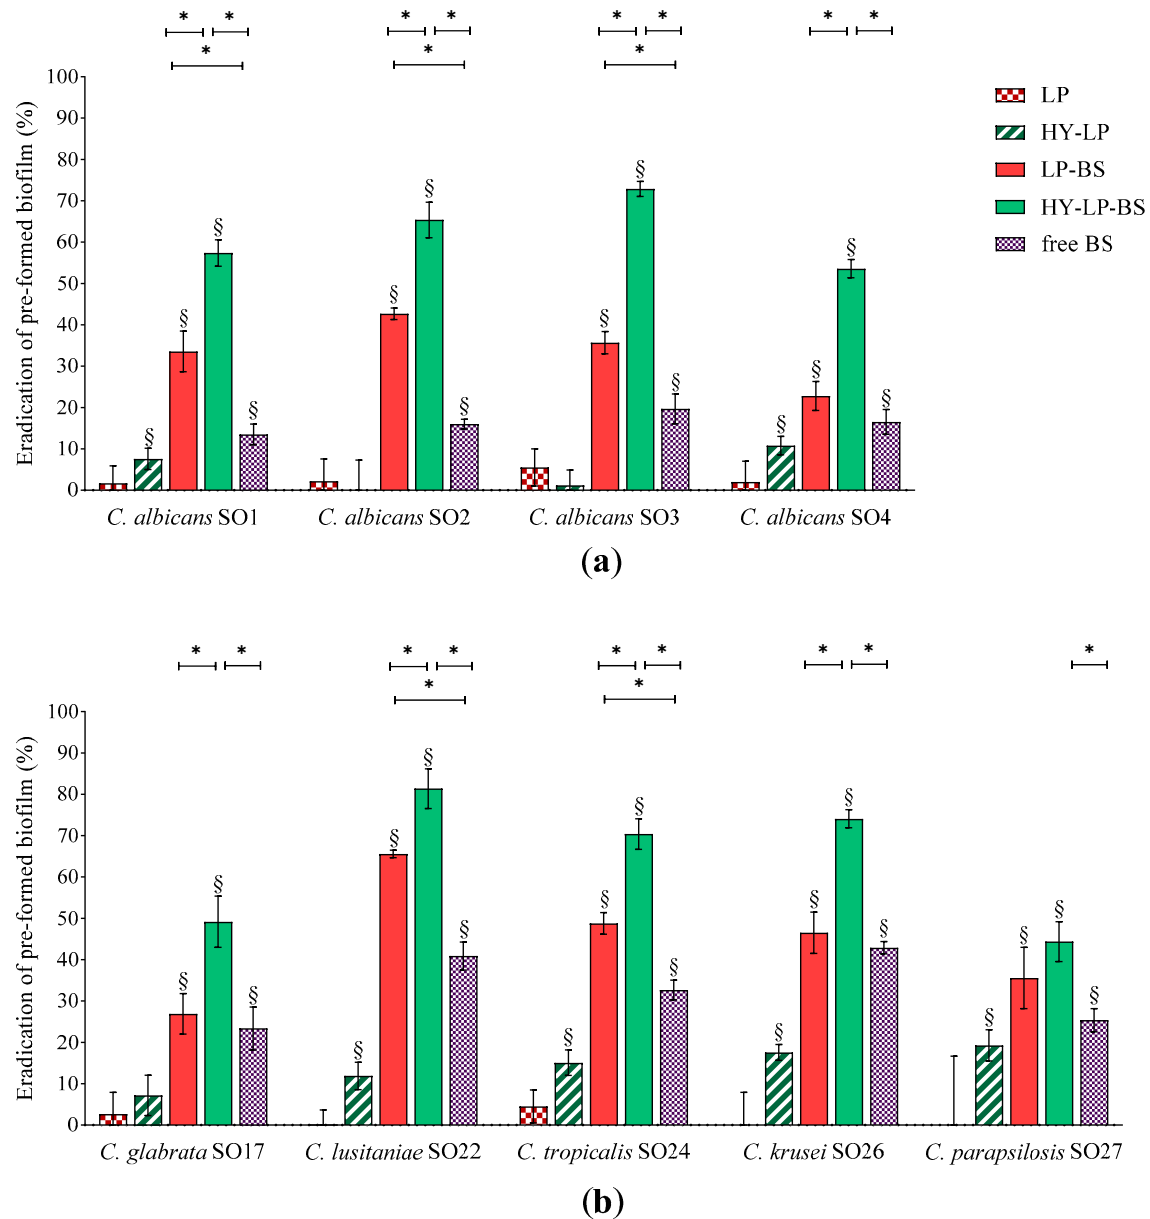 * * * * * * * *
* * *
Eradication of pre-formed biofilm (%)
100
90
80
70
60
50
40
30
20
10
0
§ § § §
§ § §
§ § § §
§ § § §
LP
HY-LP
LP-BS
HY-LP-BS
free BS
C. albicans SO1 C. albicans SO2 C. albicans SO3 C. albicans SO4
(a)
* * * * * * * * *
* *
Eradication of pre-formed biofilm (%)
100
90
80
70
60
50
40
30
20
10
0
§ § § § § § § § § § § § § § § § § § §
C. glabrata SO17 C. lusitaniae SO22 C. tropicalis SO24 C. krusei SO26 C. parapsilosis SO27
(b)